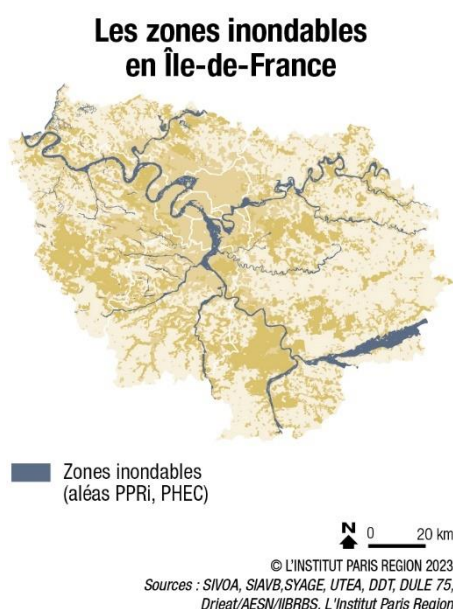 Les zones inondables
en Île-de-France
Zones inondables
(aléas PPRi, PHEC)
N
0 20 km
© L'INSTITUT PARIS REGION 2023
Sources : SIVOA, SIAVB,SYAGE, UTEA, DDT, DULE 75,
Drieat/AESN/IIBRBS, L'Institut Paris Region